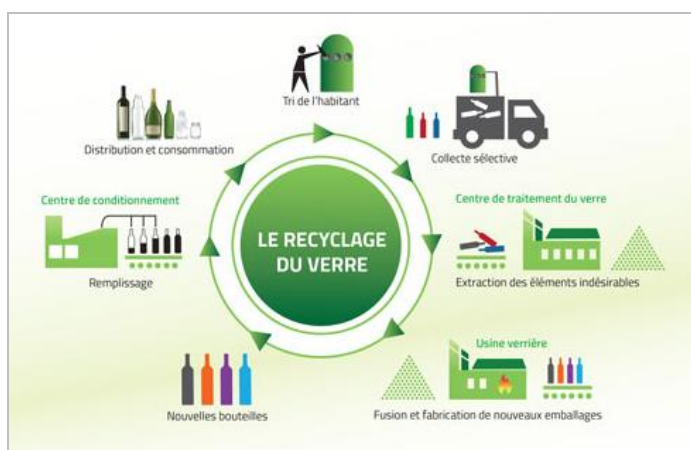 Tri de l'habitant
Distribution et consommation
Collecte sélective
Centre de conditionnement
Remplissage
LE RECYCLAGE
DU VERRE
Centre de traitement du verre
Extraction des éléments indésirables
Usine verrière
Fusion et fabrication de nouveaux emballages
Nouvelles bouteilles